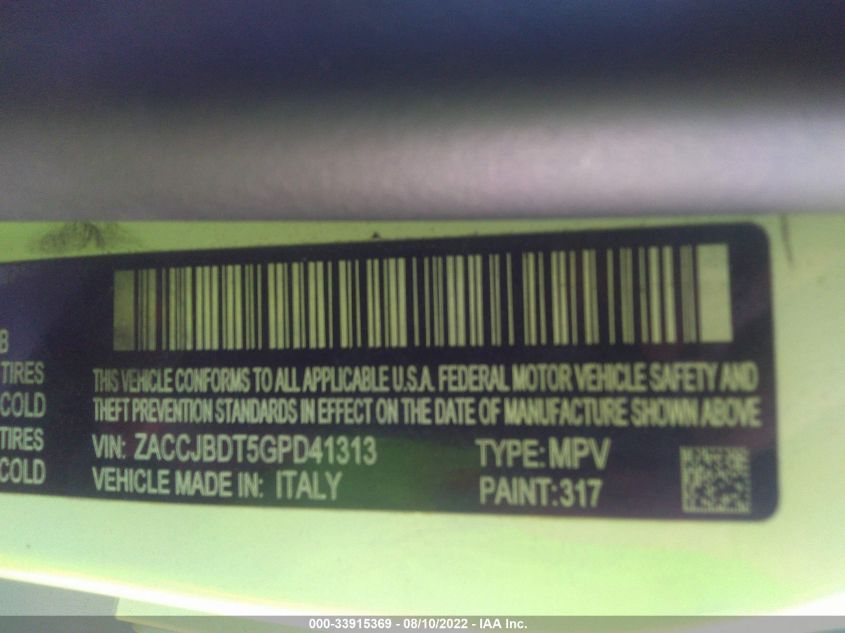 B
TIRES
COLD
TIRES
COLD
THIS VEHICLE CONFORMS TO ALL APPLICABLE U.S.A. FEDERAL MOTOR VEHICLE SAFETY AND
THEFT PREVENTION STANDARDS IN EFFECT ON THE DATE OF MANUFACTURE SHOWN ABOVE
VIN: ZACCJBDT5GPD41313 TYPE: MPV
VEHICLE MADE IN: ITALY PAINT: 317
000-33915369 - 08/10/2022 - IAA Inc.